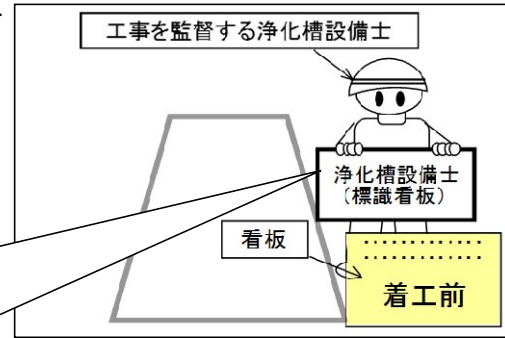 工事を監督する浄化槽設備士
浄化槽設備士
（標識看板）
看板
着工前